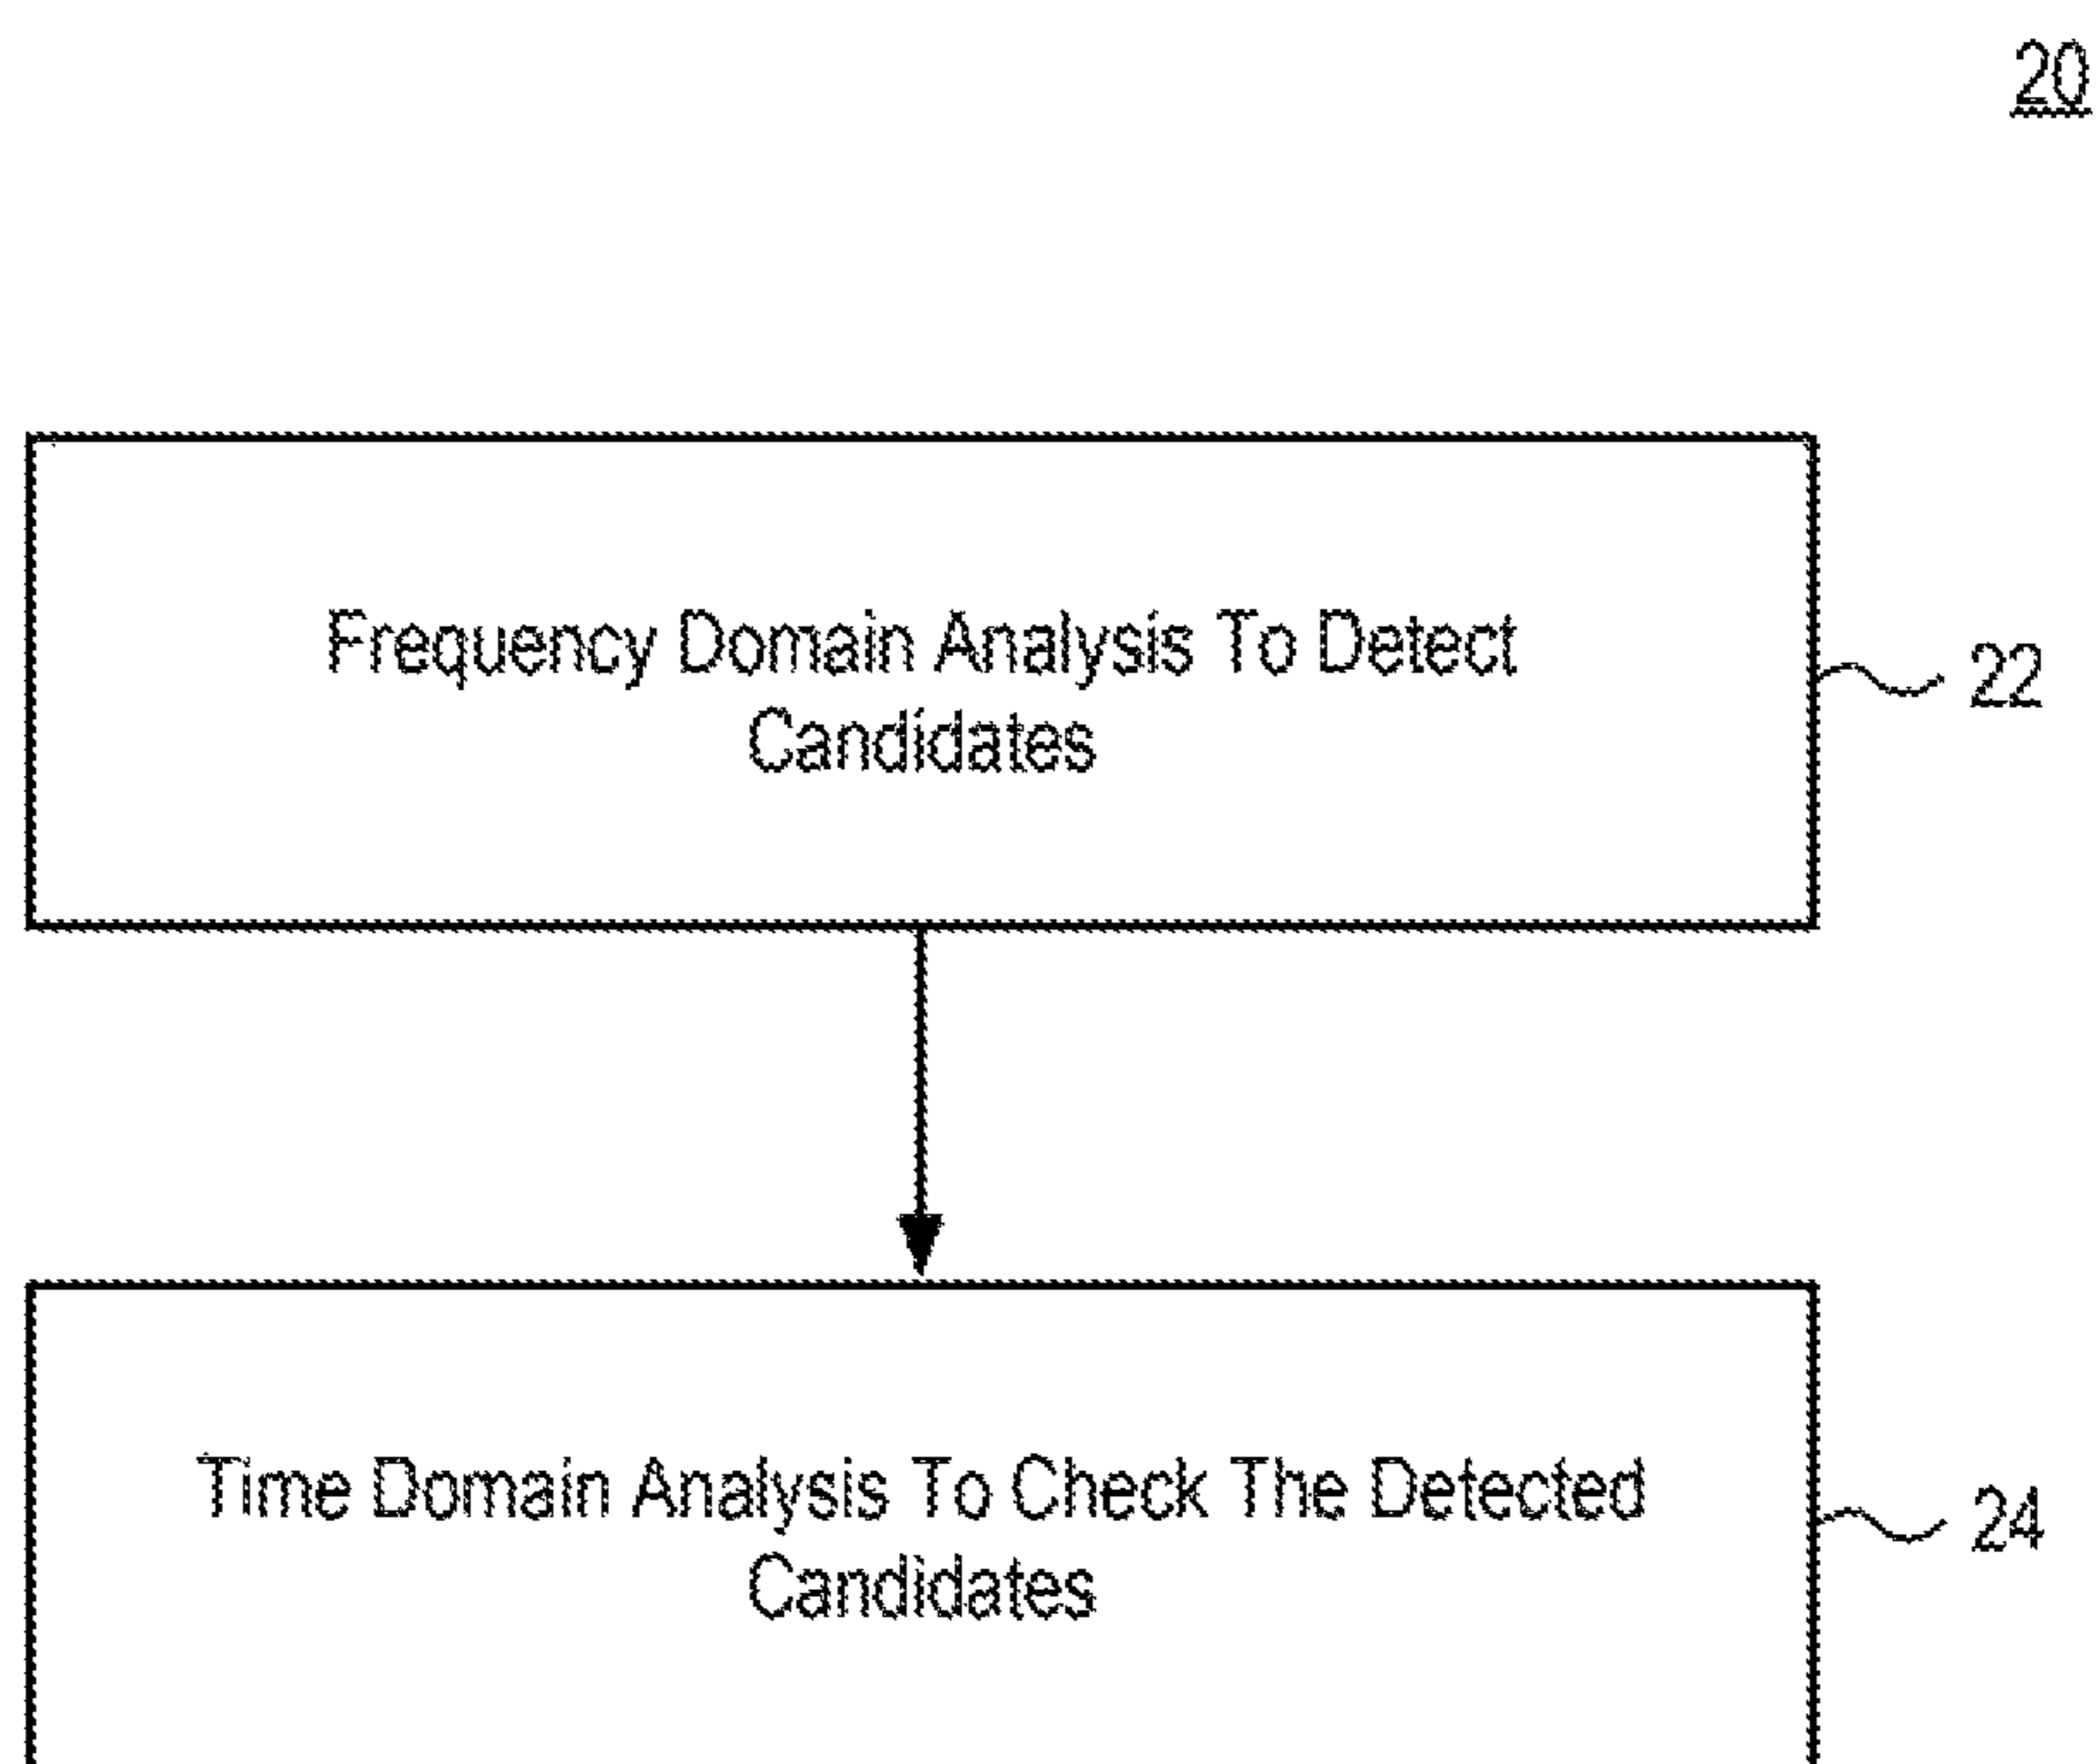 20
Frequency Domain Analysis To Detect
Candidates
22
Time Domain Analysis To Check The Detected
Candidates
24